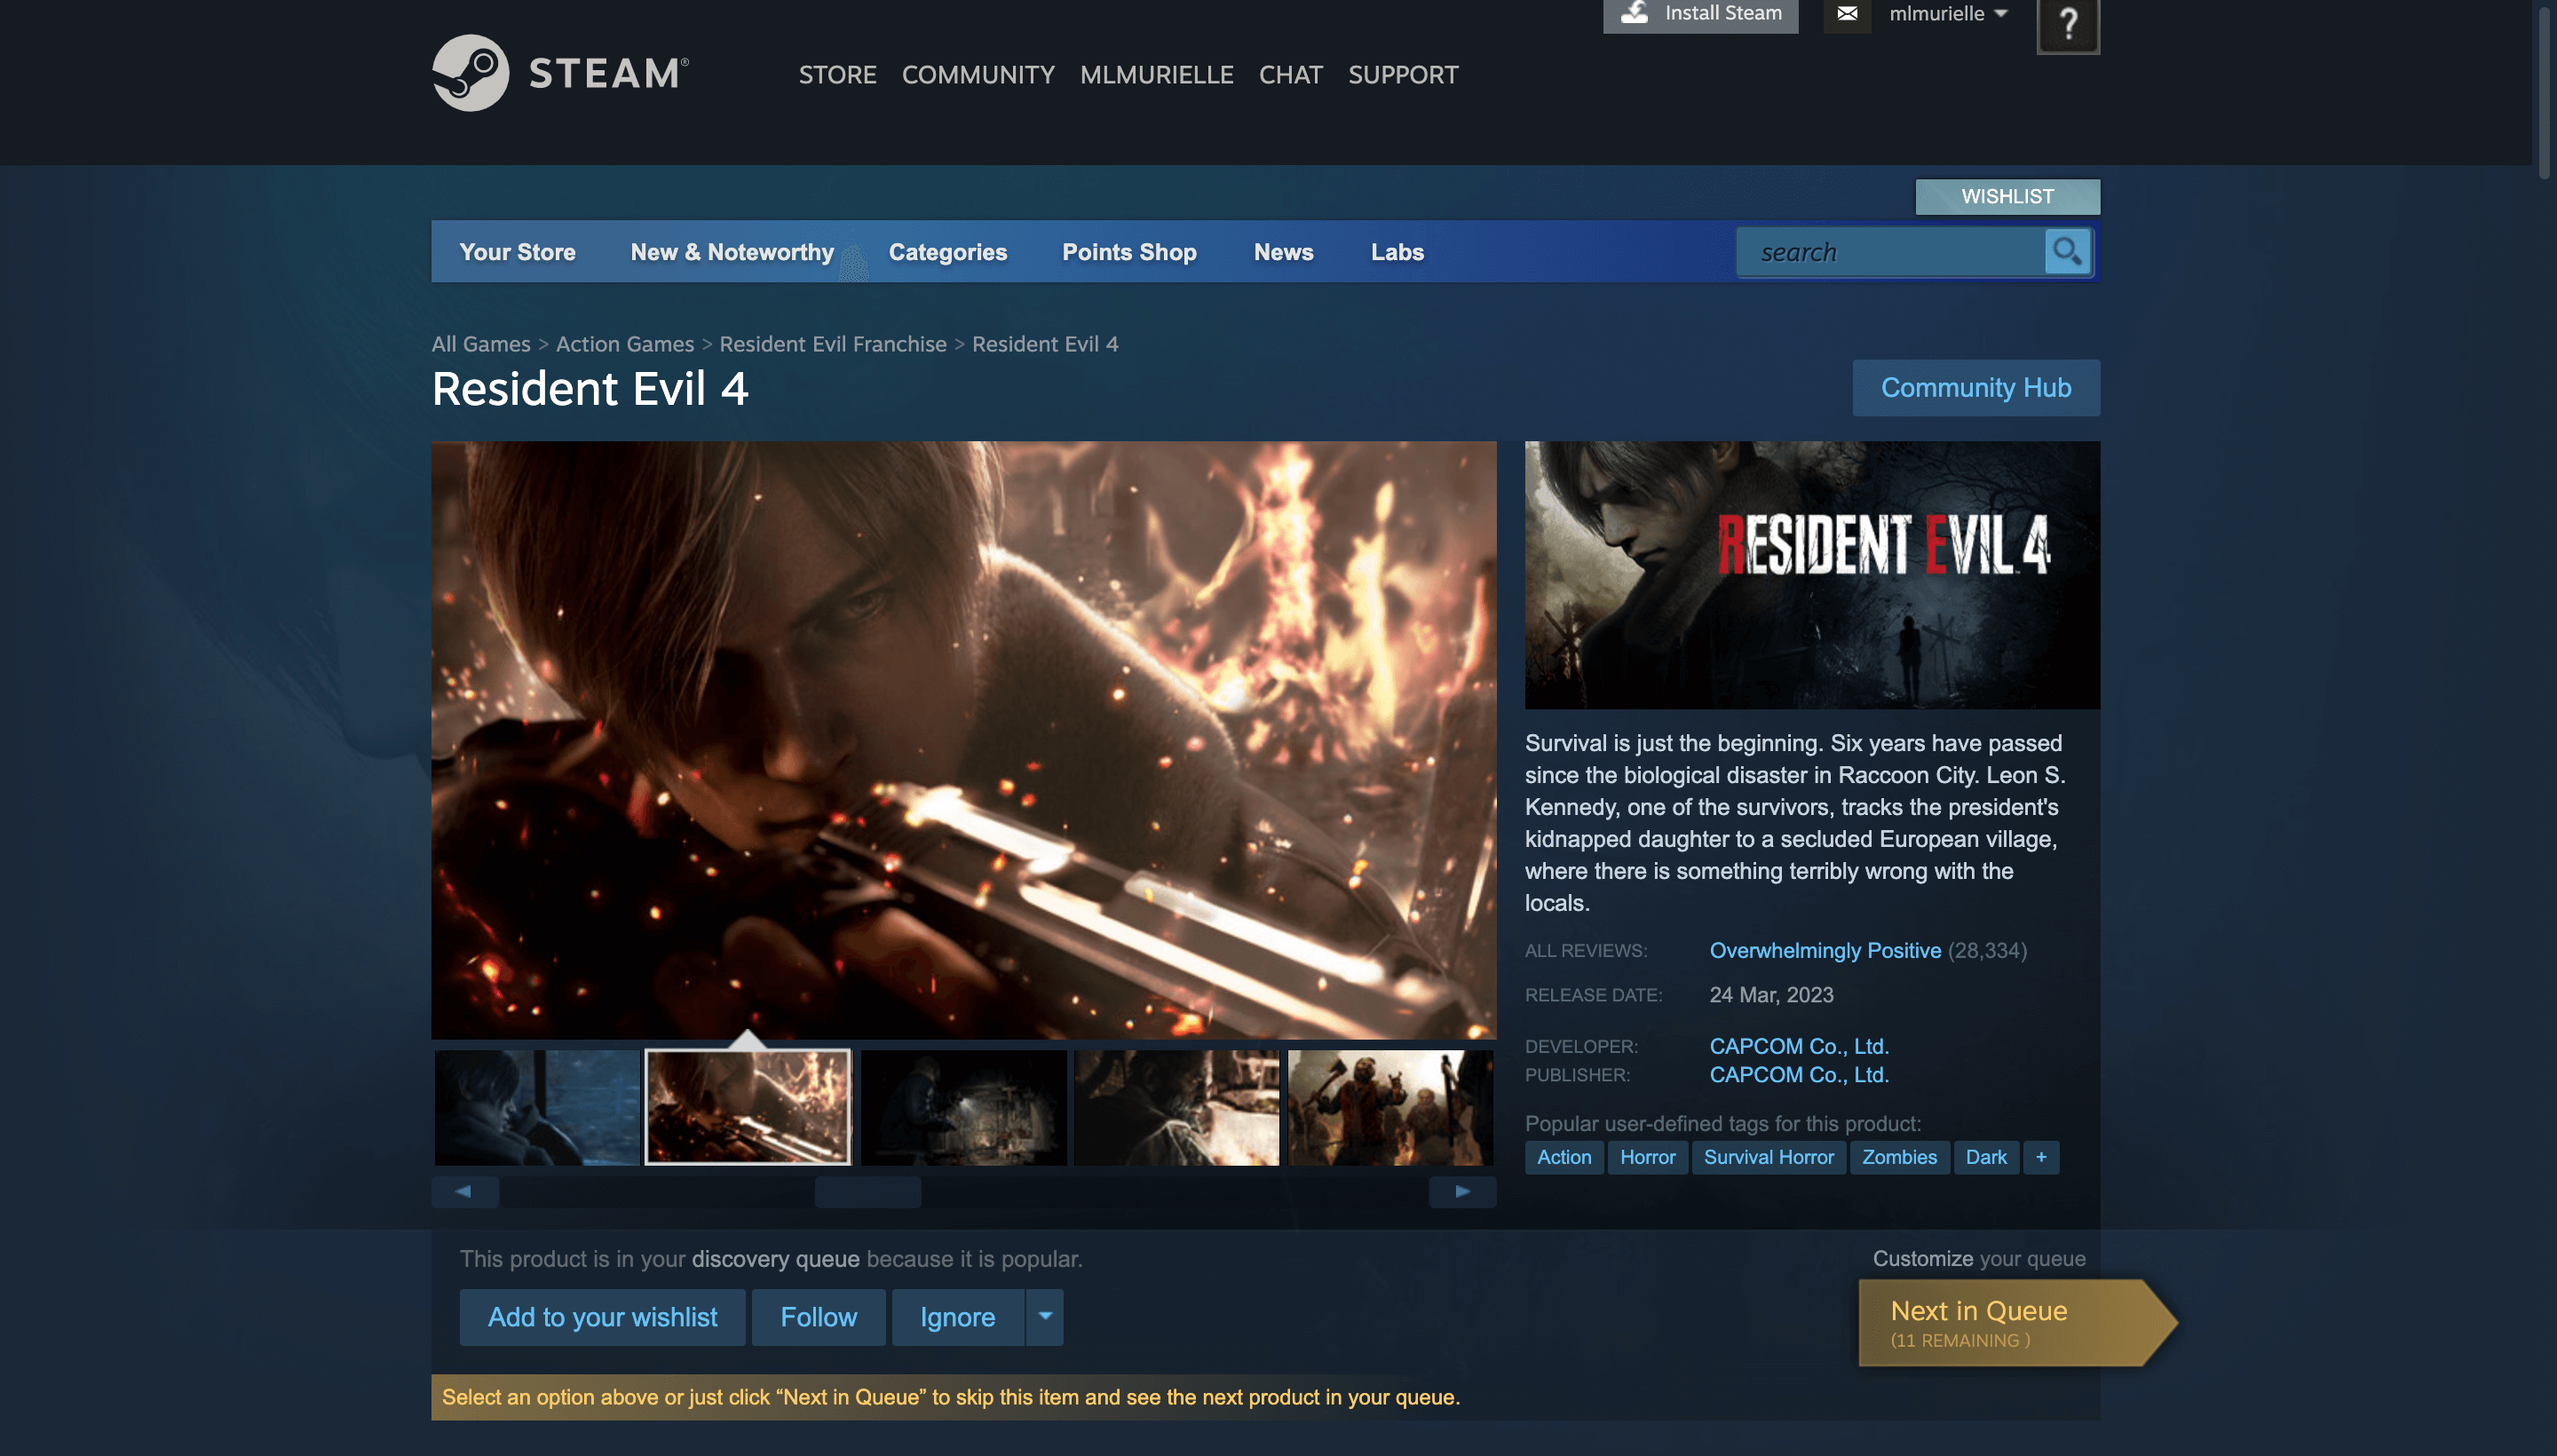 Install Steam
mlmurielle
?
STEAM®
STORE COMMUNITY MLMURIELLE CHAT SUPPORT
WISHLIST
Your Store New & Noteworthy Categories Points Shop News Labs
search
All Games > Action Games > Resident Evil Franchise > Resident Evil 4
Resident Evil 4
Community Hub
RESIDENT EVIL 4
Survival is just the beginning. Six years have passed
since the biological disaster in Raccoon City. Leon S.
Kennedy, one of the survivors, tracks the president's
kidnapped daughter to a secluded European village,
where there is something terribly wrong with the
locals.
ALL REVIEWS: Overwhelmingly Positive (28,334)
RELEASE DATE: 24 Mar, 2023
DEVELOPER: CAPCOM Co., Ltd.
PUBLISHER: CAPCOM Co., Ltd.
Popular user-defined tags for this product:
Action Horror Survival Horror Zombies Dark +
This product is in your discovery queue because it is popular.
Add to your wishlist Follow Ignore
Customize your queue
Next in Queue
(11 REMAINING )
Select an option above or just click “Next in Queue” to skip this item and see the next product in your queue.